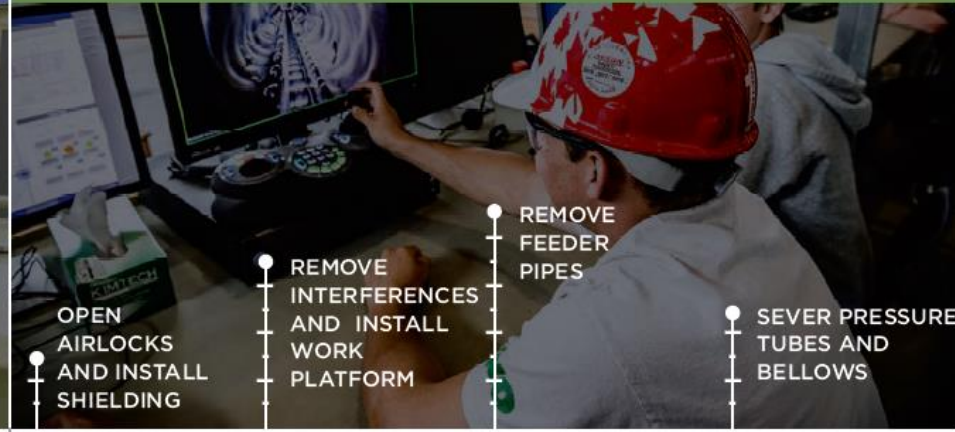 KIMTECH
OPEN
AIRLOCKS
AND INSTALL
SHIELDING
REMOVE
INTERFERENCES
AND INSTALL
WORK
PLATFORM
REMOVE
FEEDER
PIPES
SEVER PRESSURE
TUBES AND
BELLOWS